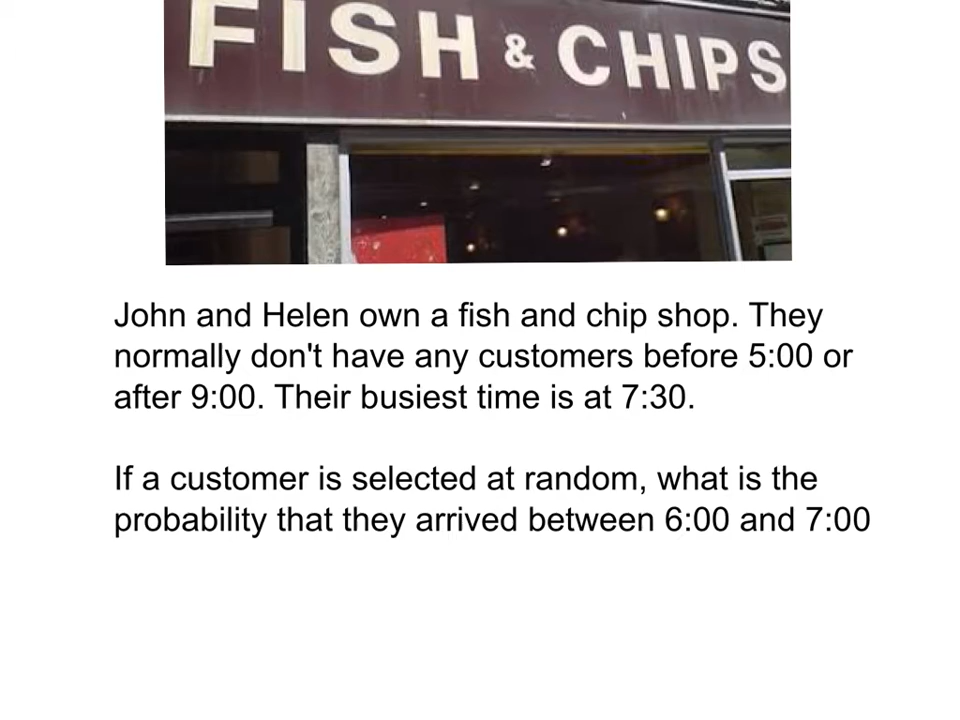 FISH & CHIPS
John and Helen own a fish and chip shop. They
normally don't have any customers before 5:00 or
after 9:00. Their busiest time is at 7:30.
If a customer is selected at random, what is the
probability that they arrived between 6:00 and 7:00